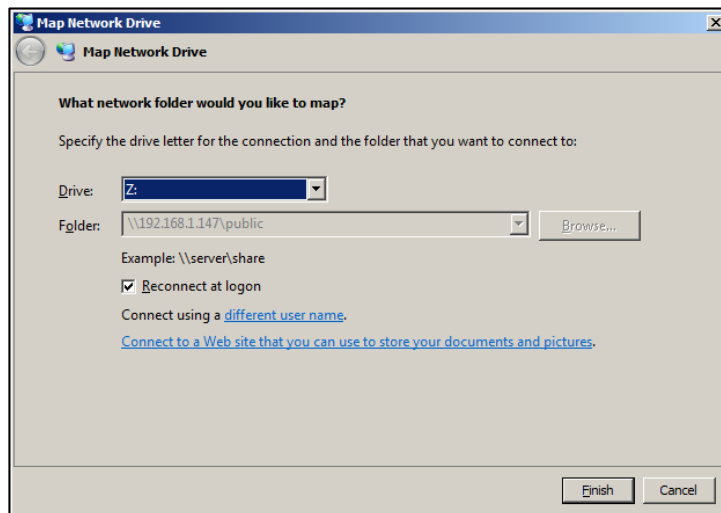 Map Network Drive
Map Network Drive
What network folder would you like to map?
Specify the drive letter for the connection and the folder that you want to connect to:
Drive: Z:
Folder: \\192.168.1.147\public Browse...
Example: \\server\share
Reconnect at logon
Connect using a different user name.
Connect to a Web site that you can use to store your documents and pictures.
Finish Cancel